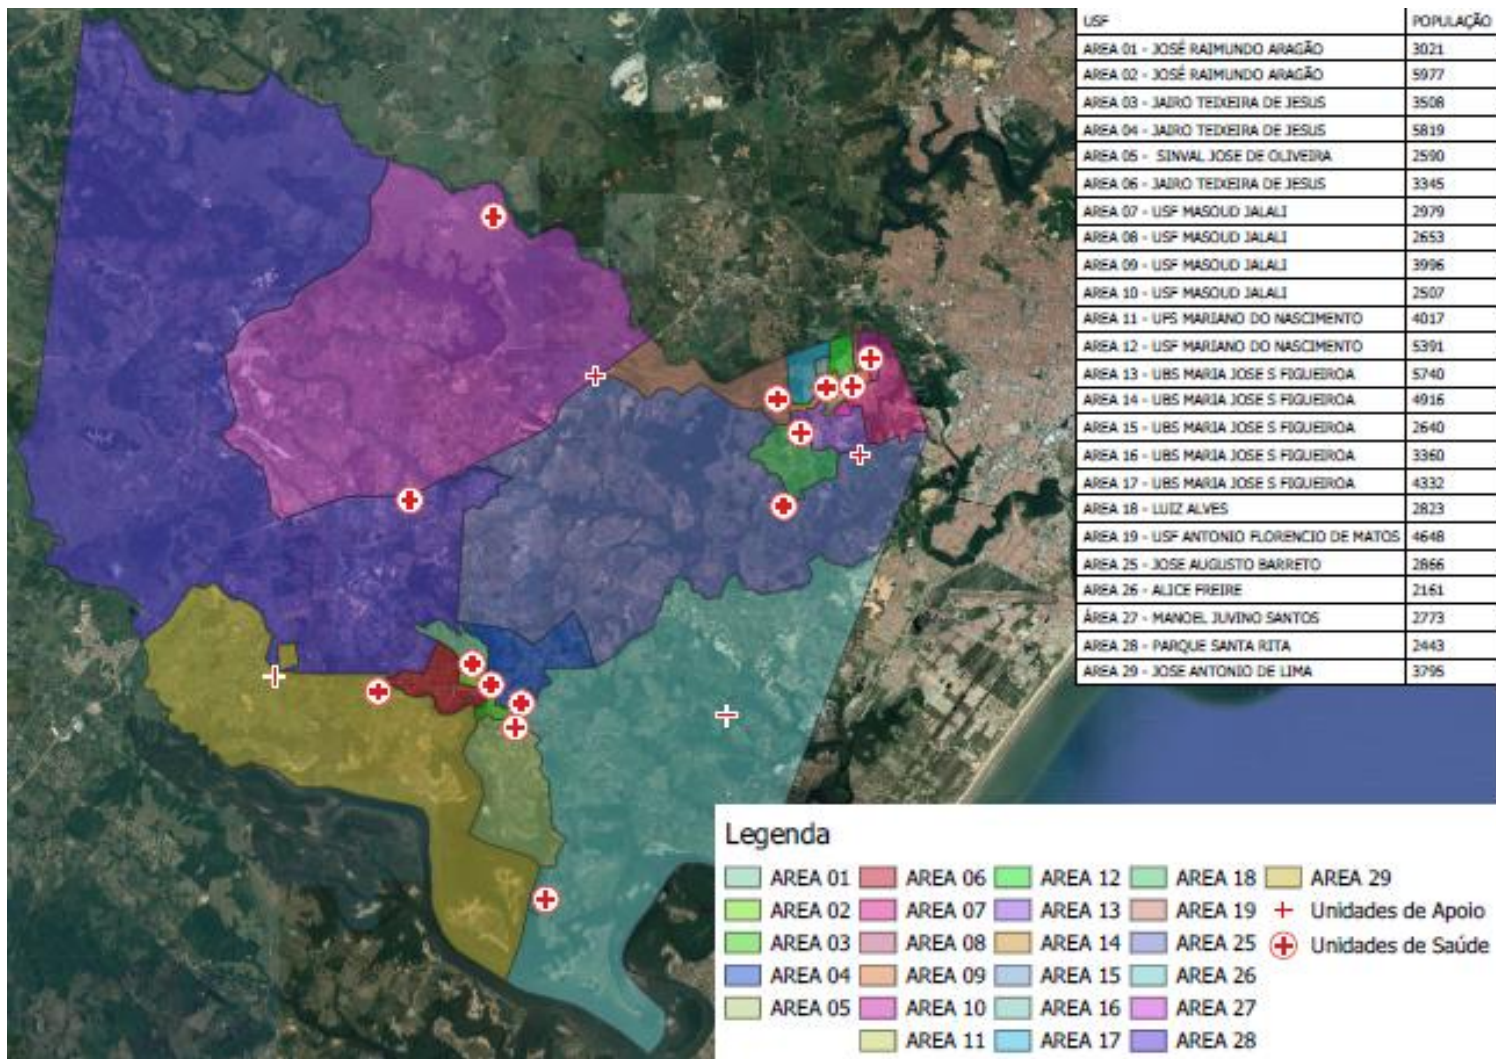 USF POPULAÇÃO
AREA 01 - JOSÉ RAIMUNDO ARAGÃO 3021
AREA 02 - JOSÉ RAIMUNDO ARAGÃO 5977
AREA 03 - JAIRO TEIXEIRA DE JESUS 3508
AREA 04 - JAIRO TEIXEIRA DE JESUS 5819
AREA 05 - SINVAL JOSE DE OLIVEIRA 2590
AREA 06 - JAIRO TEIXEIRA DE JESUS 3345
AREA 07 - USF MASOUD JALALI 2979
AREA 08 - USF MASOUD JALALI 2653
AREA 09 - USF MASOUD JALALI 3996
AREA 10 - USF MASOUD JALALI 2507
AREA 11 - UFS MARIANO DO NASCIMENTO 4017
AREA 12 - USF MARIANO DO NASCIMENTO 5391
AREA 13 - UBS MARIA JOSE S FIGUEIROA 5740
AREA 14 - UBS MARIA JOSE S FIGUEIROA 4916
AREA 15 - UBS MARIA JOSE S FIGUEIROA 2640
AREA 16 - UBS MARIA JOSE S FIGUEIROA 3360
AREA 17 - UBS MARIA JOSE S FIGUEIROA 4332
AREA 18 - LUIZ ALVES 2823
AREA 19 - USF ANTONIO FLORENCIO DE MATOS 4648
AREA 25 - JOSE AUGUSTO BARRETO 2866
AREA 26 - ALICE FREIRE 2161
ÁREA 27 - MANOEL JUVINO SANTOS 2773
AREA 28 - PARQUE SANTA RITA 2443
AREA 29 - JOSE ANTONIO DE LIMA 3795
Legenda
AREA 01 AREA 06 AREA 12 AREA 18 AREA 29
AREA 02 AREA 07 AREA 13 AREA 19 Unidades de Apoio
AREA 03 AREA 08 AREA 14 AREA 25 Unidades de Saúde
AREA 04 AREA 09 AREA 15 AREA 26
AREA 05 AREA 10 AREA 16 AREA 27
AREA 11 AREA 17 AREA 28